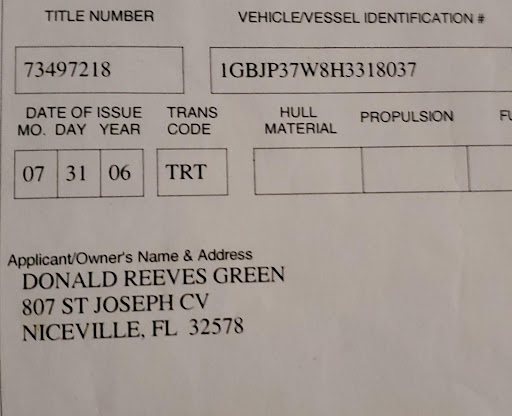 TITLE NUMBER VEHICLE/VESSEL IDENTIFICATION #
73497218 1GBJP37W8H3318037
DATE OF ISSUE TRANS HULL PROPULSION
MO. DAY YEAR CODE MATERIAL
07 31 06 TRT
Applicant/Owner's Name & Address
DONALD REEVES GREEN
807 ST JOSEPH CV
NICEVILLE, FL 32578